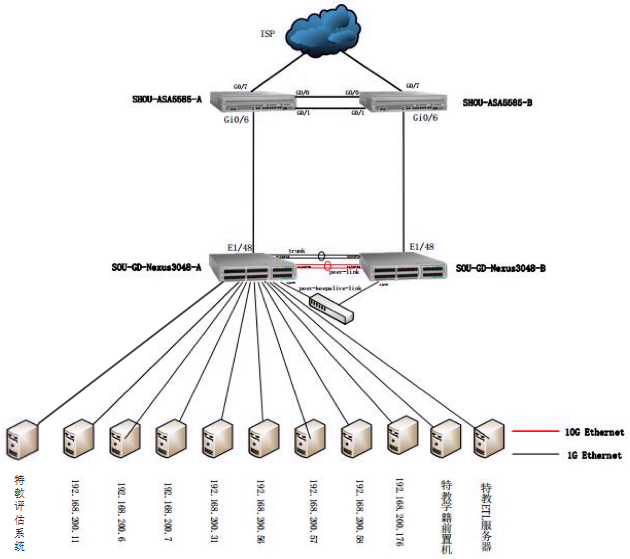 ISP
G0/7
G0/7
SHOU-ASA5585-A
G0/0
G0/0
SHOU-ASA5585-B
G0/1
G0/1
Gi0/6
Gi0/6
E1/48
E1/48
trunk
SOU-GD-Nexus3048-A
SOU-GD-Nexus3048-B
peer-link
peer-keepalive-link
10G Ethernet
1G Ethernet
特教评估系统
192.168.200.11
192.168.200.6
192.168.200.7
192.168.200.31
192.168.200.56
192.168.200.57
192.168.200.58
192.168.200.176
特教学籍前置机
特教ETL服务器